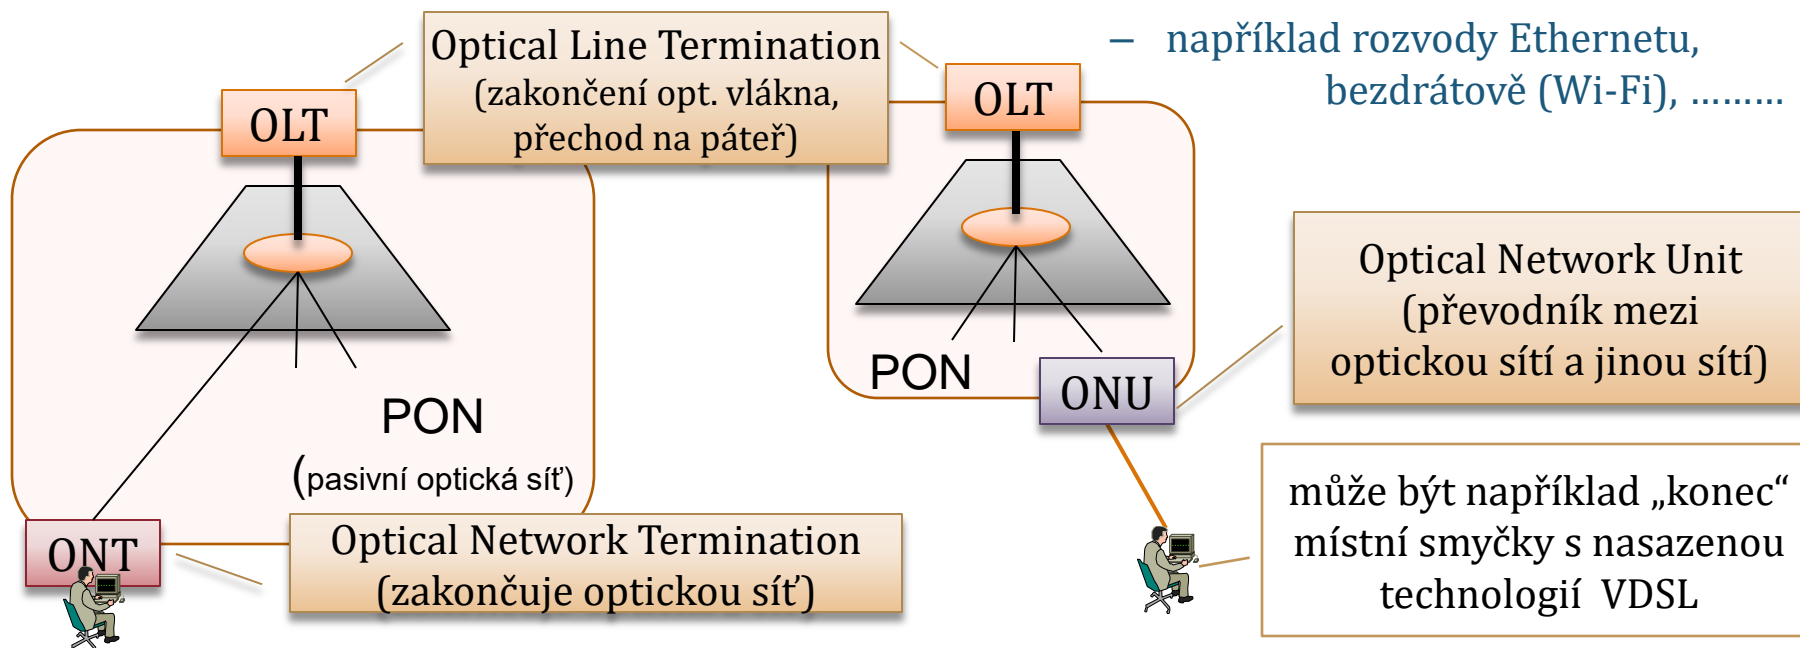 OLT
Optical Line Termination
(zakončení opt. vlákna,
přechod na páteř)
OLT
– například rozvody Ethernetu,
bezdrátově (Wi-Fi), .........
PON
(pasivní optická síť)
ONT
Optical Network Termination
(zakončuje optickou síť)
PON
ONU
Optical Network Unit
(převodník mezi
optickou sítí a jinou sítí)
může být například „konec“
místní smyčky s nasazenou
technologií VDSL